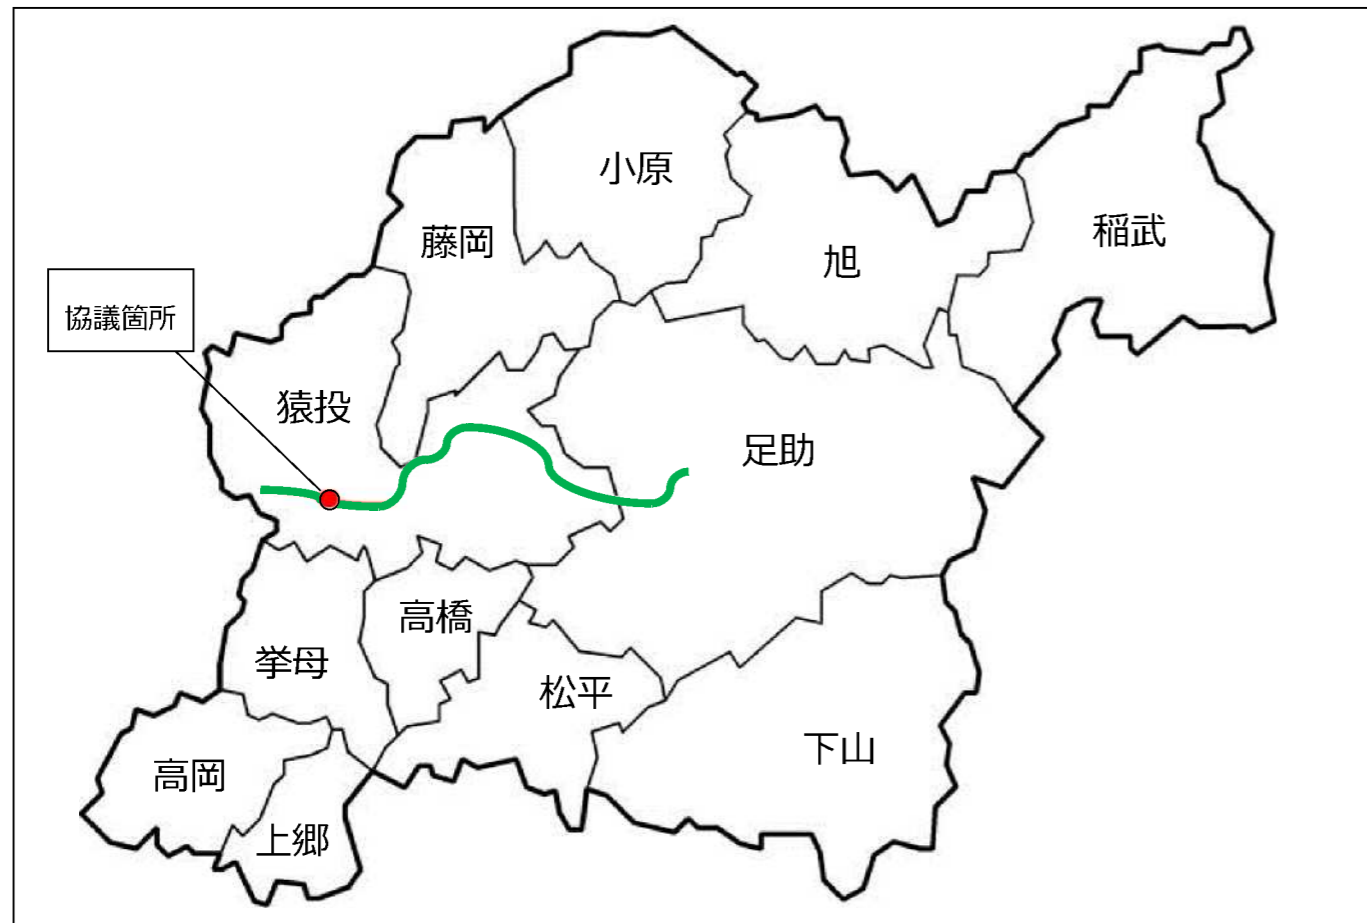 小原
藤岡
旭
稲武
協議箇所
猿投
足助
高橋
挙母
松平
下山
高岡
上郷